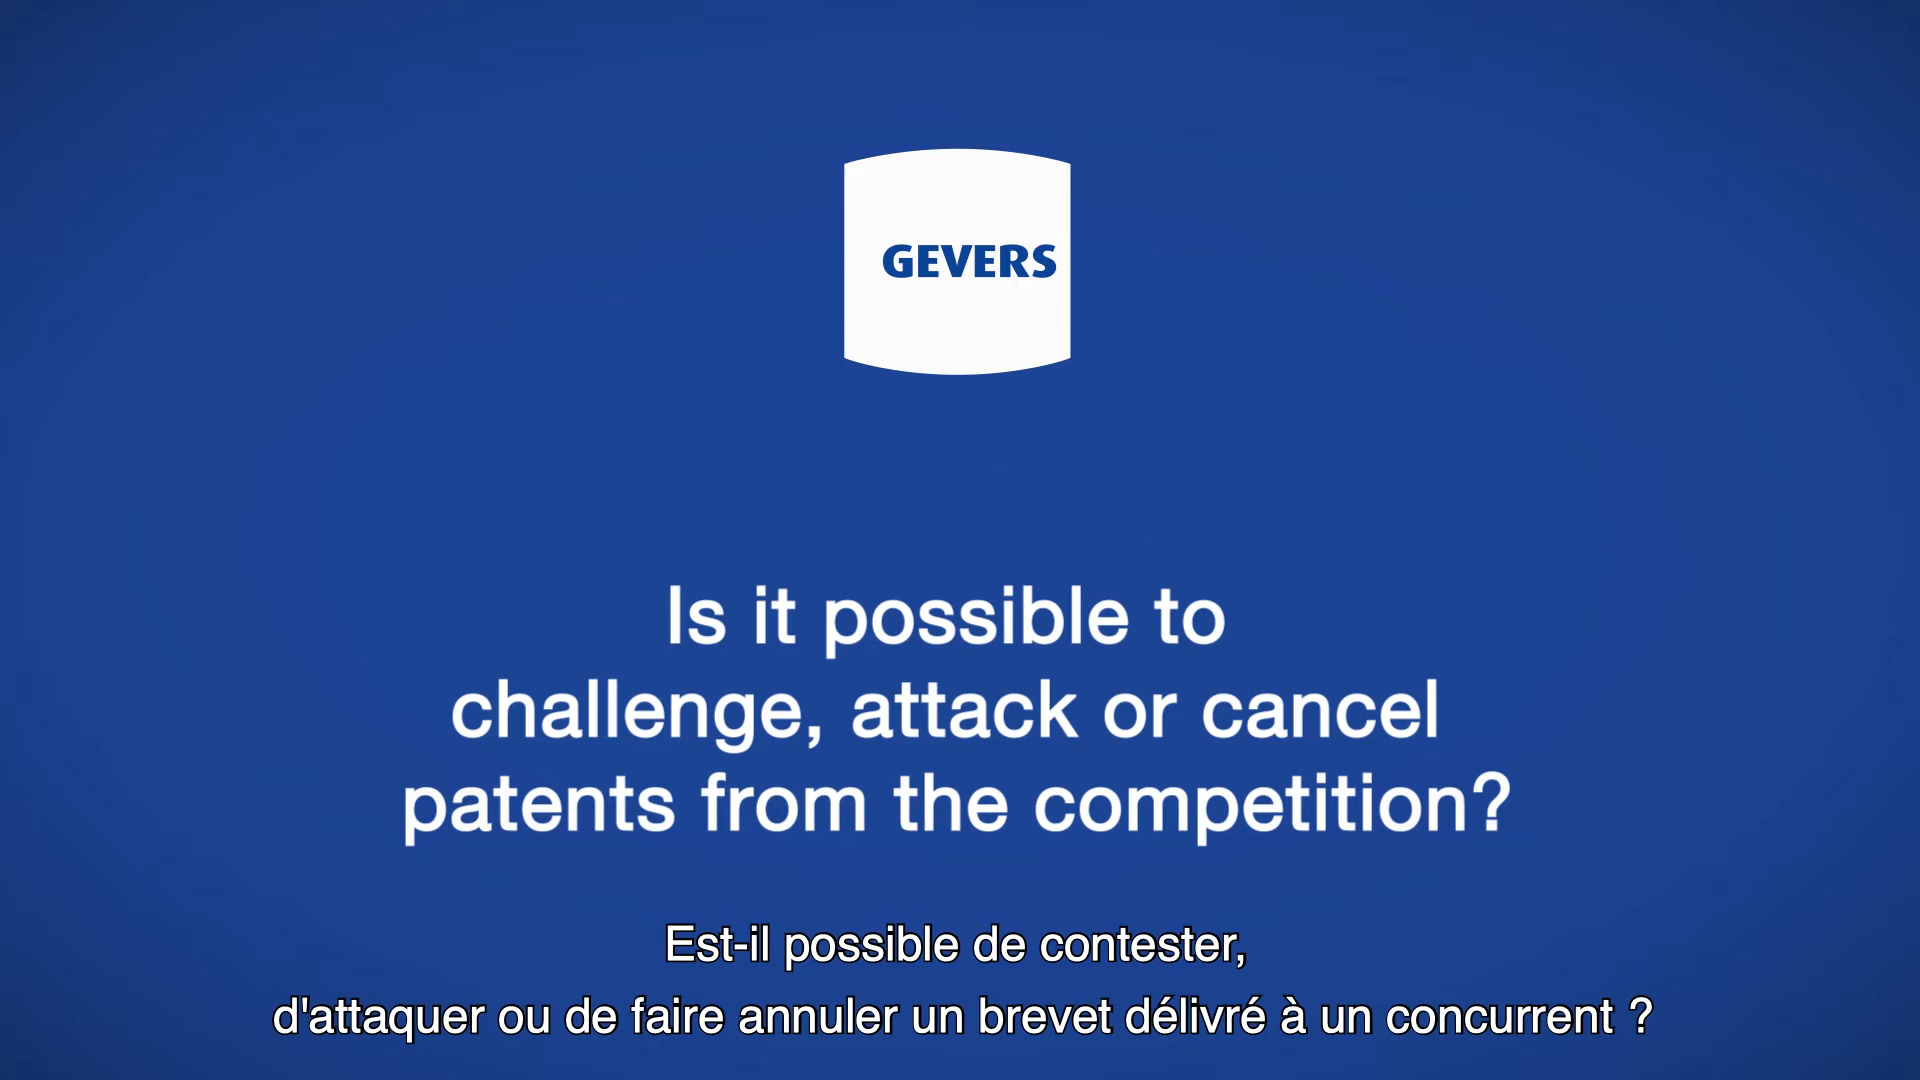 GEVERS
Is it possible to
challenge, attack or cancel
patents from the competition?
Est-il possible de contester,
d'attaquer ou de faire annuler un brevet délivré à un concurrent ?